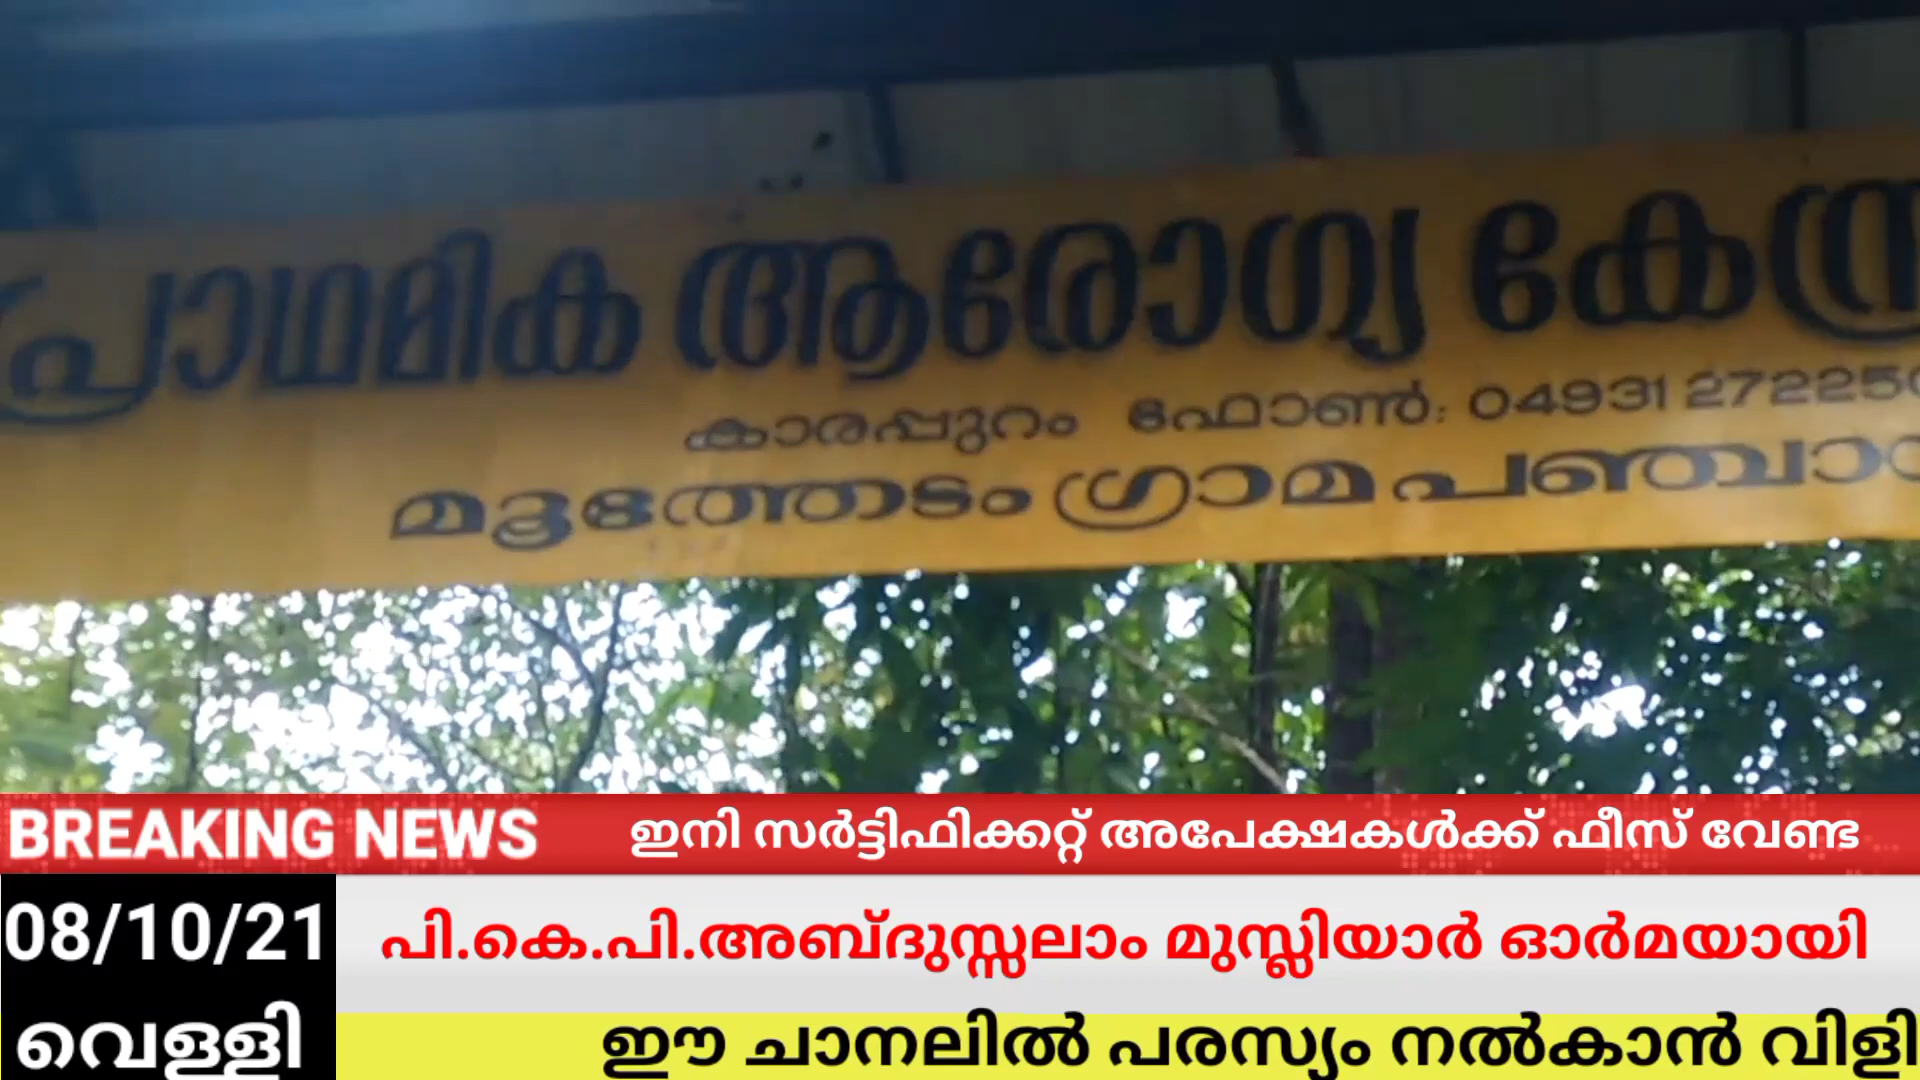 പ്രാഥമിക ആരോഗ്യ കേന്ദ്ര
കാരപ്പുറം ഫോൺ: 04931 272250
മൂത്തേടം ഗ്രാമപഞ്ചാ
BREAKING NEWS
ഇനി സർട്ടിഫിക്കറ്റ് അപേക്ഷകൾക്ക് ഫീസ് വേണ്ട
08/10/21
വെള്ളി
പി.കെ.പി.അബ്ദുസ്സലാം മുസ്ലിയാർ ഓർമയായി
ഈ ചാനലിൽ പരസ്യം നൽകാൻ വിളി